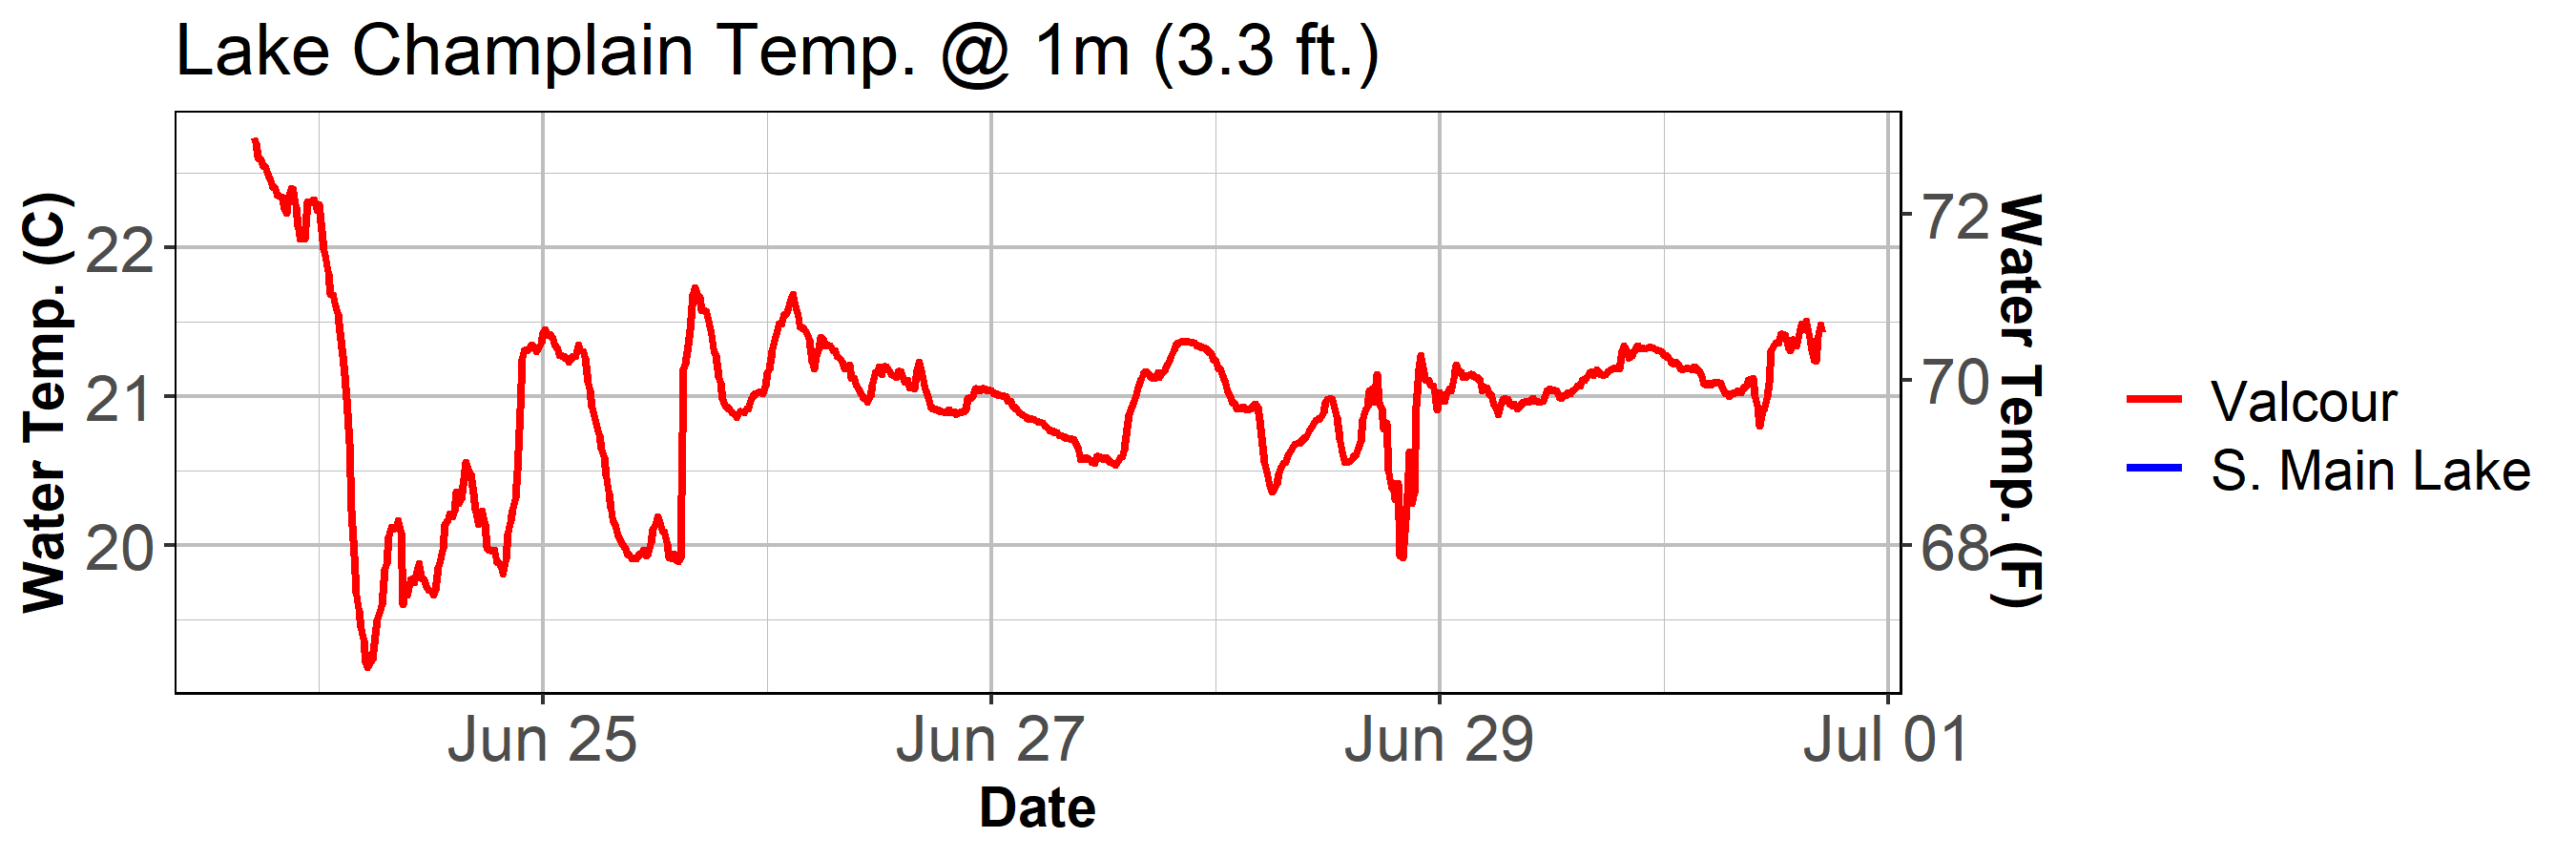 Lake Champlain Temp. @ 1m (3.3 ft.)
Water Temp. (C)
22
21
20
72
70
68
Water Temp. (F)
Jun 25
Jun 27
Jun 29
Jul 01
Date
Valcour
S. Main Lake